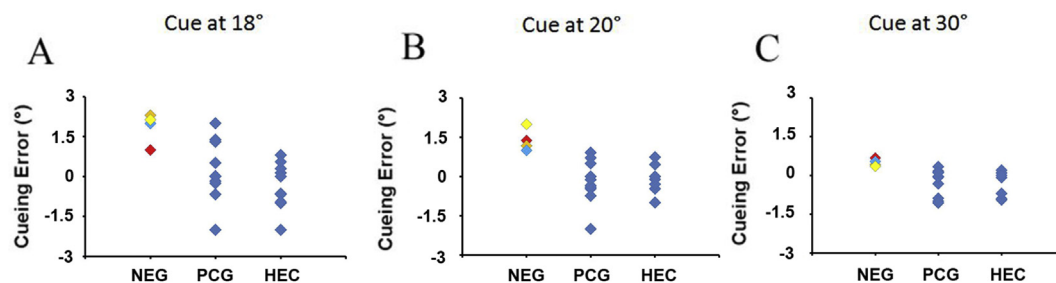 Cue at 18°
A
Cueing Error (°)
3
1.5
0
-1.5
-3
NEG PCG HEC
Cue at 20°
B
Cueing Error (°)
3
1.5
0
-1.5
-3
NEG PCG HEC
Cue at 30°
C
Cueing Error (°)
3
1.5
0
-1.5
-3
NEG PCG HEC